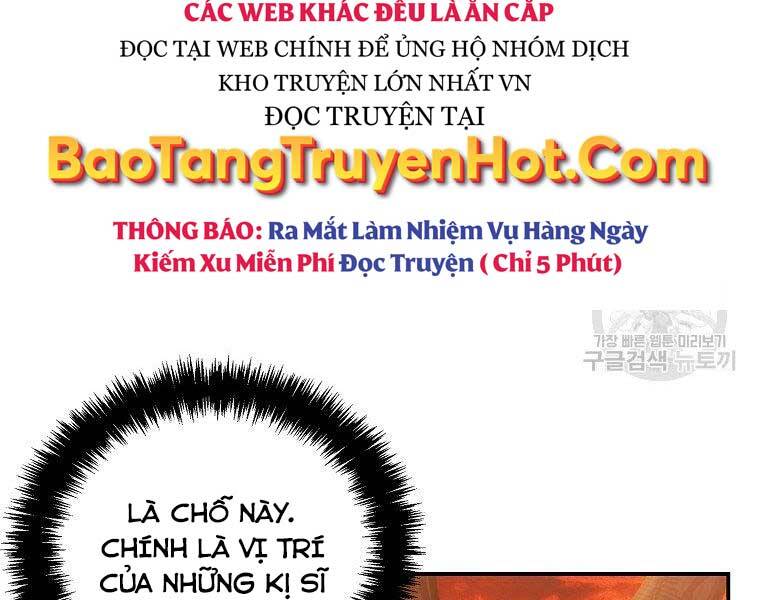 CÁC WEB KHÁC ĐỀU LÀ ĂN CẮP
ĐỌC TẠI WEB CHÍNH ĐỂ ỦNG HỘ NHÓM DỊCH
KHO TRUYỆN LỚN NHẤT VN
ĐỌC TRUYỆN TẠI
BaoTangTruyenHot.Com
THÔNG BÁO: Ra Mắt Làm Nhiệm Vụ Hàng Ngày
Kiếm Xu Miễn Phí Đọc Truyện ( Chỉ 5 Phút)
가장 빠른 웹툰 미리보기
구글검색 뉴토끼
LÀ CHỖ NÀY.
CHÍNH LÀ VỊ TRÍ
CỦA NHỮNG KỊ SĨ